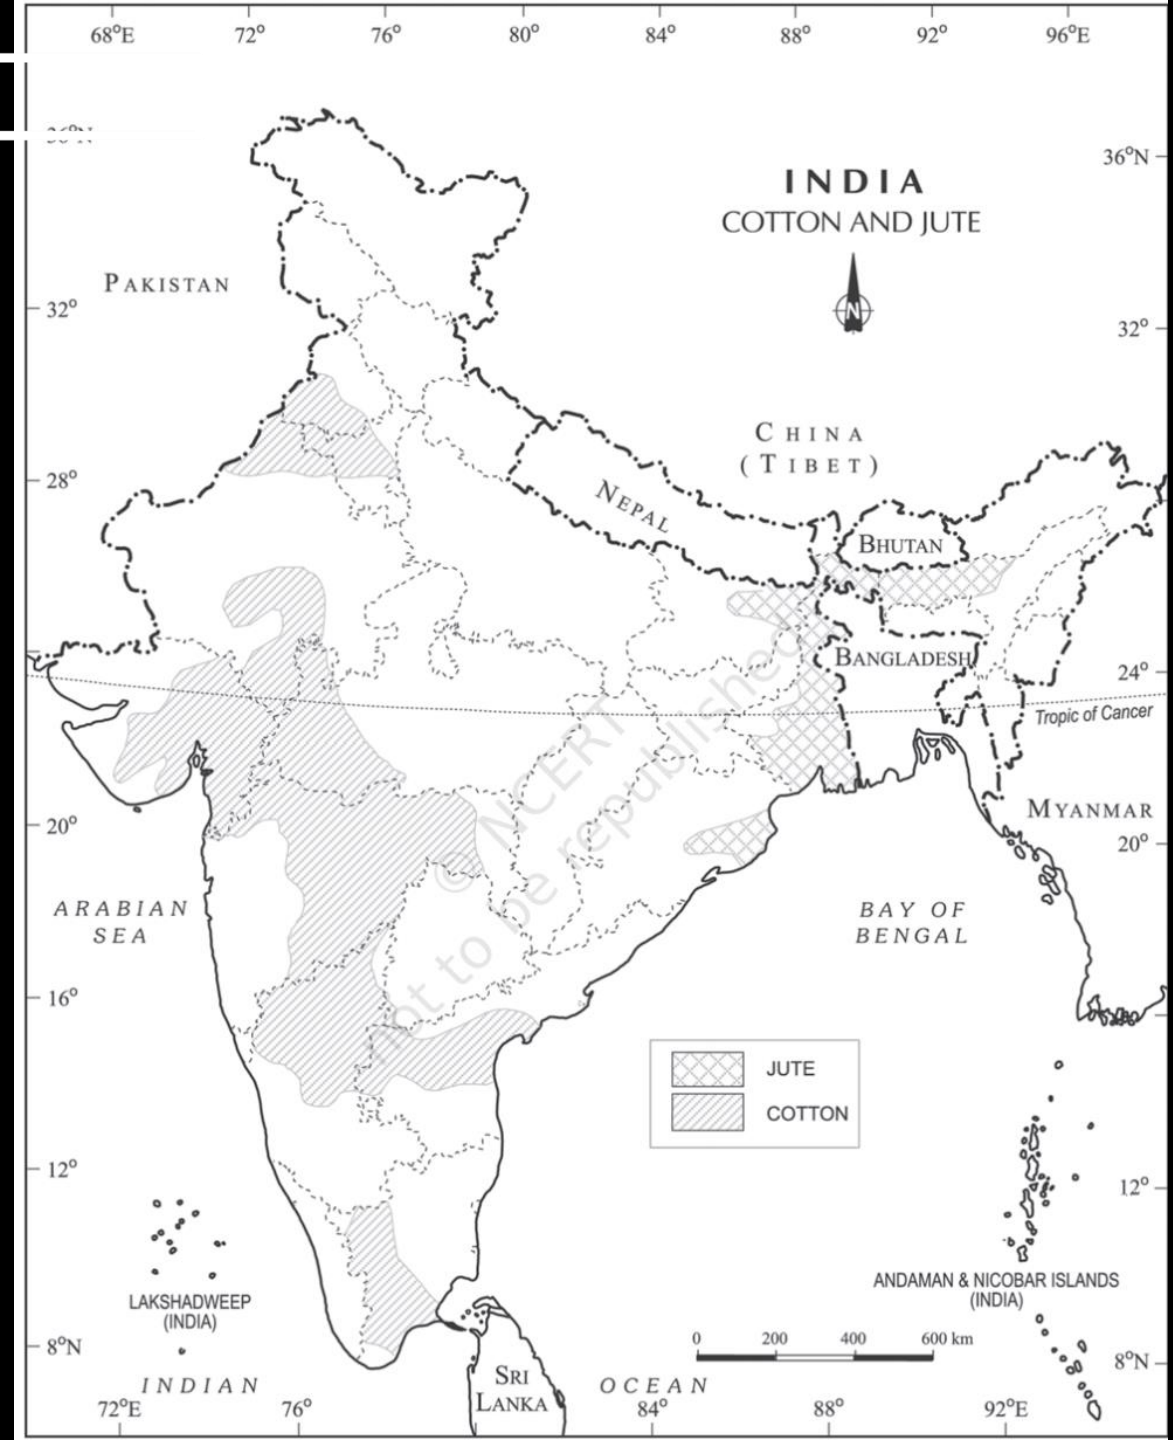 68°E 72° 76° 80° 84° 88° 92° 96°E
36°N
36°N
INDIA
COTTON AND JUTE
N
PAKISTAN
32°
32°
CHINA
(TIBET)
28°
NEPAL
BHUTAN
BANGLADESH
24°
Tropic of Cancer
© NCERT
not to be republished
MYANMAR
20°
20°
ARABIAN
SEA
BAY OF
BENGAL
16°
JUTE
COTTON
12°
12°
LAKSHADWEEP
(INDIA)
ANDAMAN & NICOBAR ISLANDS
(INDIA)
0 200 400 600 km
8°N
8°N
SRI
LANKA
INDIAN OCEAN
72°E 76° 84° 88° 92°E